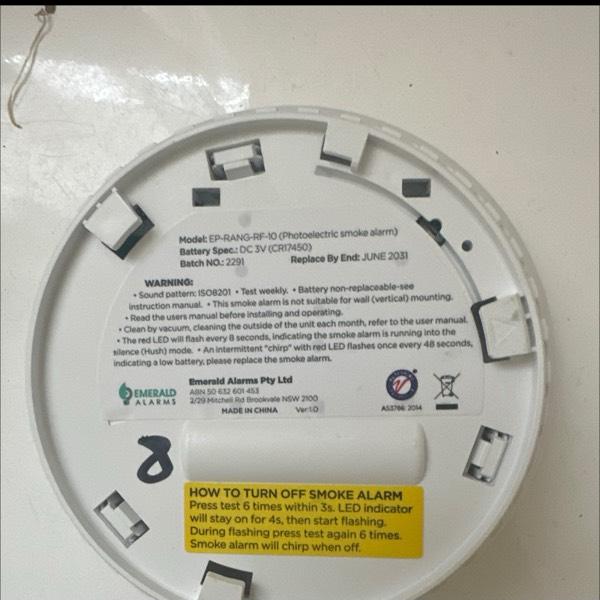 Model: EP-RANG-RF-10 (Photoelectric smoke alarm)
Battery Spec.: DC 3V (CR17450)
Batch NO.: 2291 Replace By End: JUNE 2031
WARNING:
• Sound pattern: ISO8201 • Test weekly. • Battery non-replaceable-see
instruction manual. • This smoke alarm is not suitable for wall (vertical) mounting.
• Read the users manual before installing and operating.
• Clean by vacuum, cleaning the outside of the unit each month, refer to the user manual.
• The red LED will flash every 8 seconds, indicating the smoke alarm is running into the
silence (Hush) mode. • An intermittent "chirp" with red LED flashes once every 48 seconds,
indicating a low battery, please replace the smoke alarm.
EMERALD
ALARMS
Emerald Alarms Pty Ltd
ABN 50 632 601 453
2/29 Mitchell Rd Brookvale NSW 2100
MADE IN CHINA Ver:1.0
AS3786: 2014
8
HOW TO TURN OFF SMOKE ALARM
Press test 6 times within 3s. LED indicator
will stay on for 4s, then start flashing.
During flashing press test again 6 times.
Smoke alarm will chirp when off.